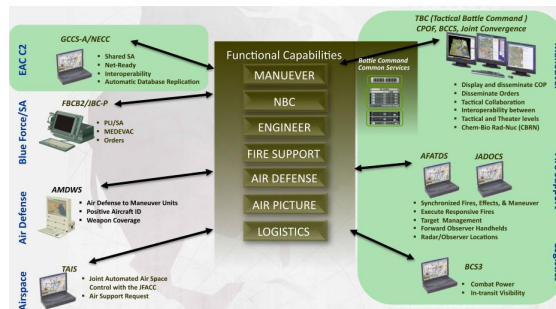 EAC C2
GCCS-A/NECC
• Shared SA
• Net-Ready
• Interoperability
• Automatic Database Replication
Blue Force/SA
FBCB2/JBC-P
• PLI/SA
• MEDEVAC
• Orders
Air Defense
AMDWS
• Air Defense to Maneuver Units
• Positive Aircraft ID
• Weapon Coverage
Airspace
TAIS
• Joint Automated Air Space
Control with the JFACC
• Air Support Request
Functional Capabilities
MANUEVER
NBC
ENGINEER
FIRE SUPPORT
AIR DEFENSE
AIR PICTURE
LOGISTICS
Battle Command
Common Services
TBC (Tactical Battle Command )
CPOF, BCCS, Joint Convergence
• Display and disseminate COP
• Disseminate Orders
• Tactical Collaboration
• Interoperability between
• Tactical and Theater levels
• Chem-Bio Rad-Nuc (CBRN)
AFATDS
JADOCS
• Synchronized Fires, Effects, & Maneuver
• Execute Responsive Fires
• Target Management
• Forward Observer Handhelds
• Radar/Observer Locations
BCS3
• Combat Power
• In-transit Visibility